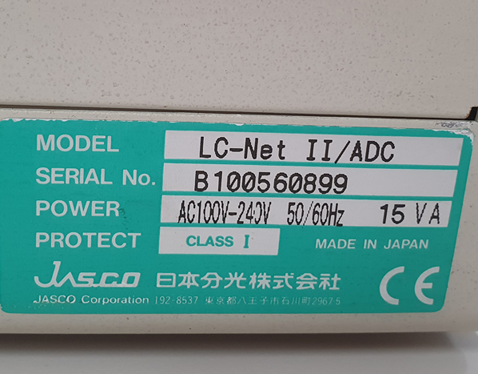 MODEL LC-Net II/ADC
SERIAL No. B100560899
POWER AC100V-240V 50/60Hz 15 VA
PROTECT CLASS I MADE IN JAPAN
JASCO 日本分光株式会社 CE
JASCO Corporation 192-8537 東京都八王子市石川町2967-5